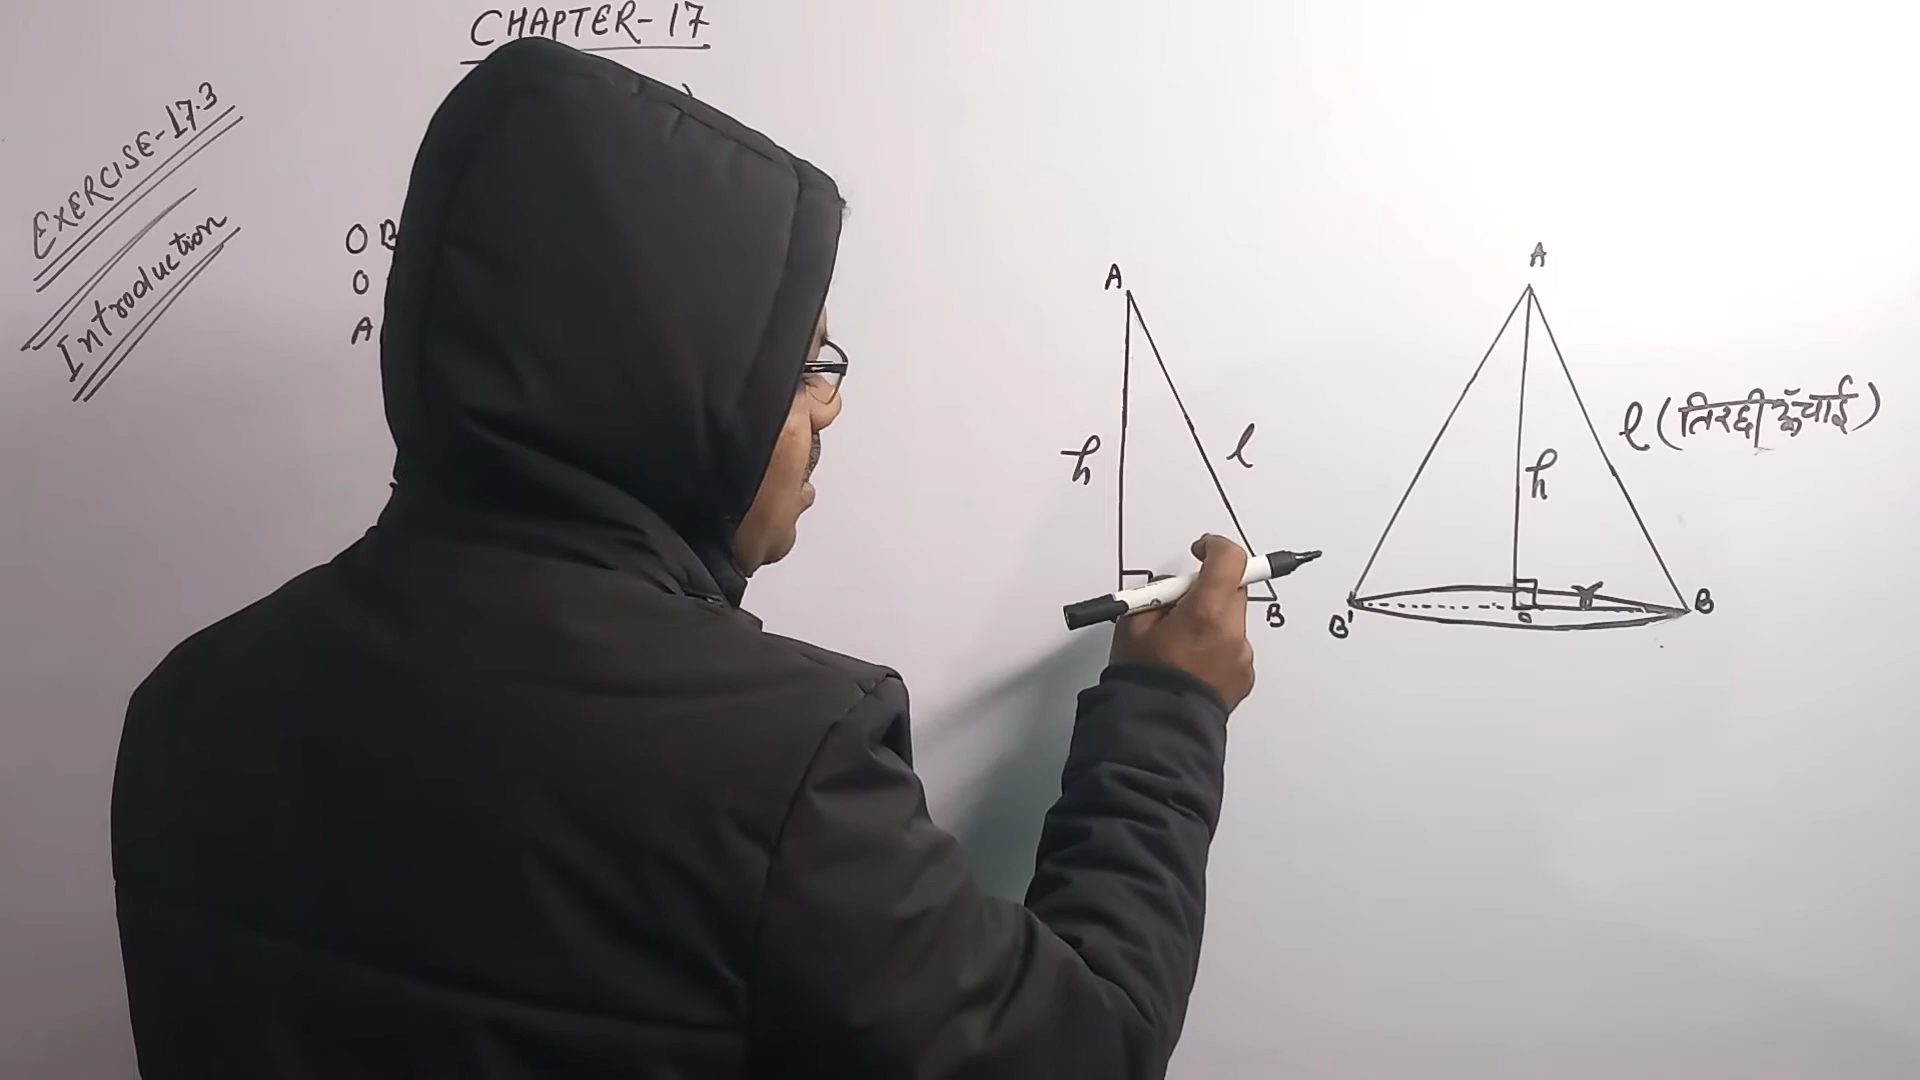 CHAPTER-17
EXERCISE-17.3
Introduction
O B
O
A
A
h
l
B
A
h
l (तिरछी ऊँचाई)
r
B'
O
B